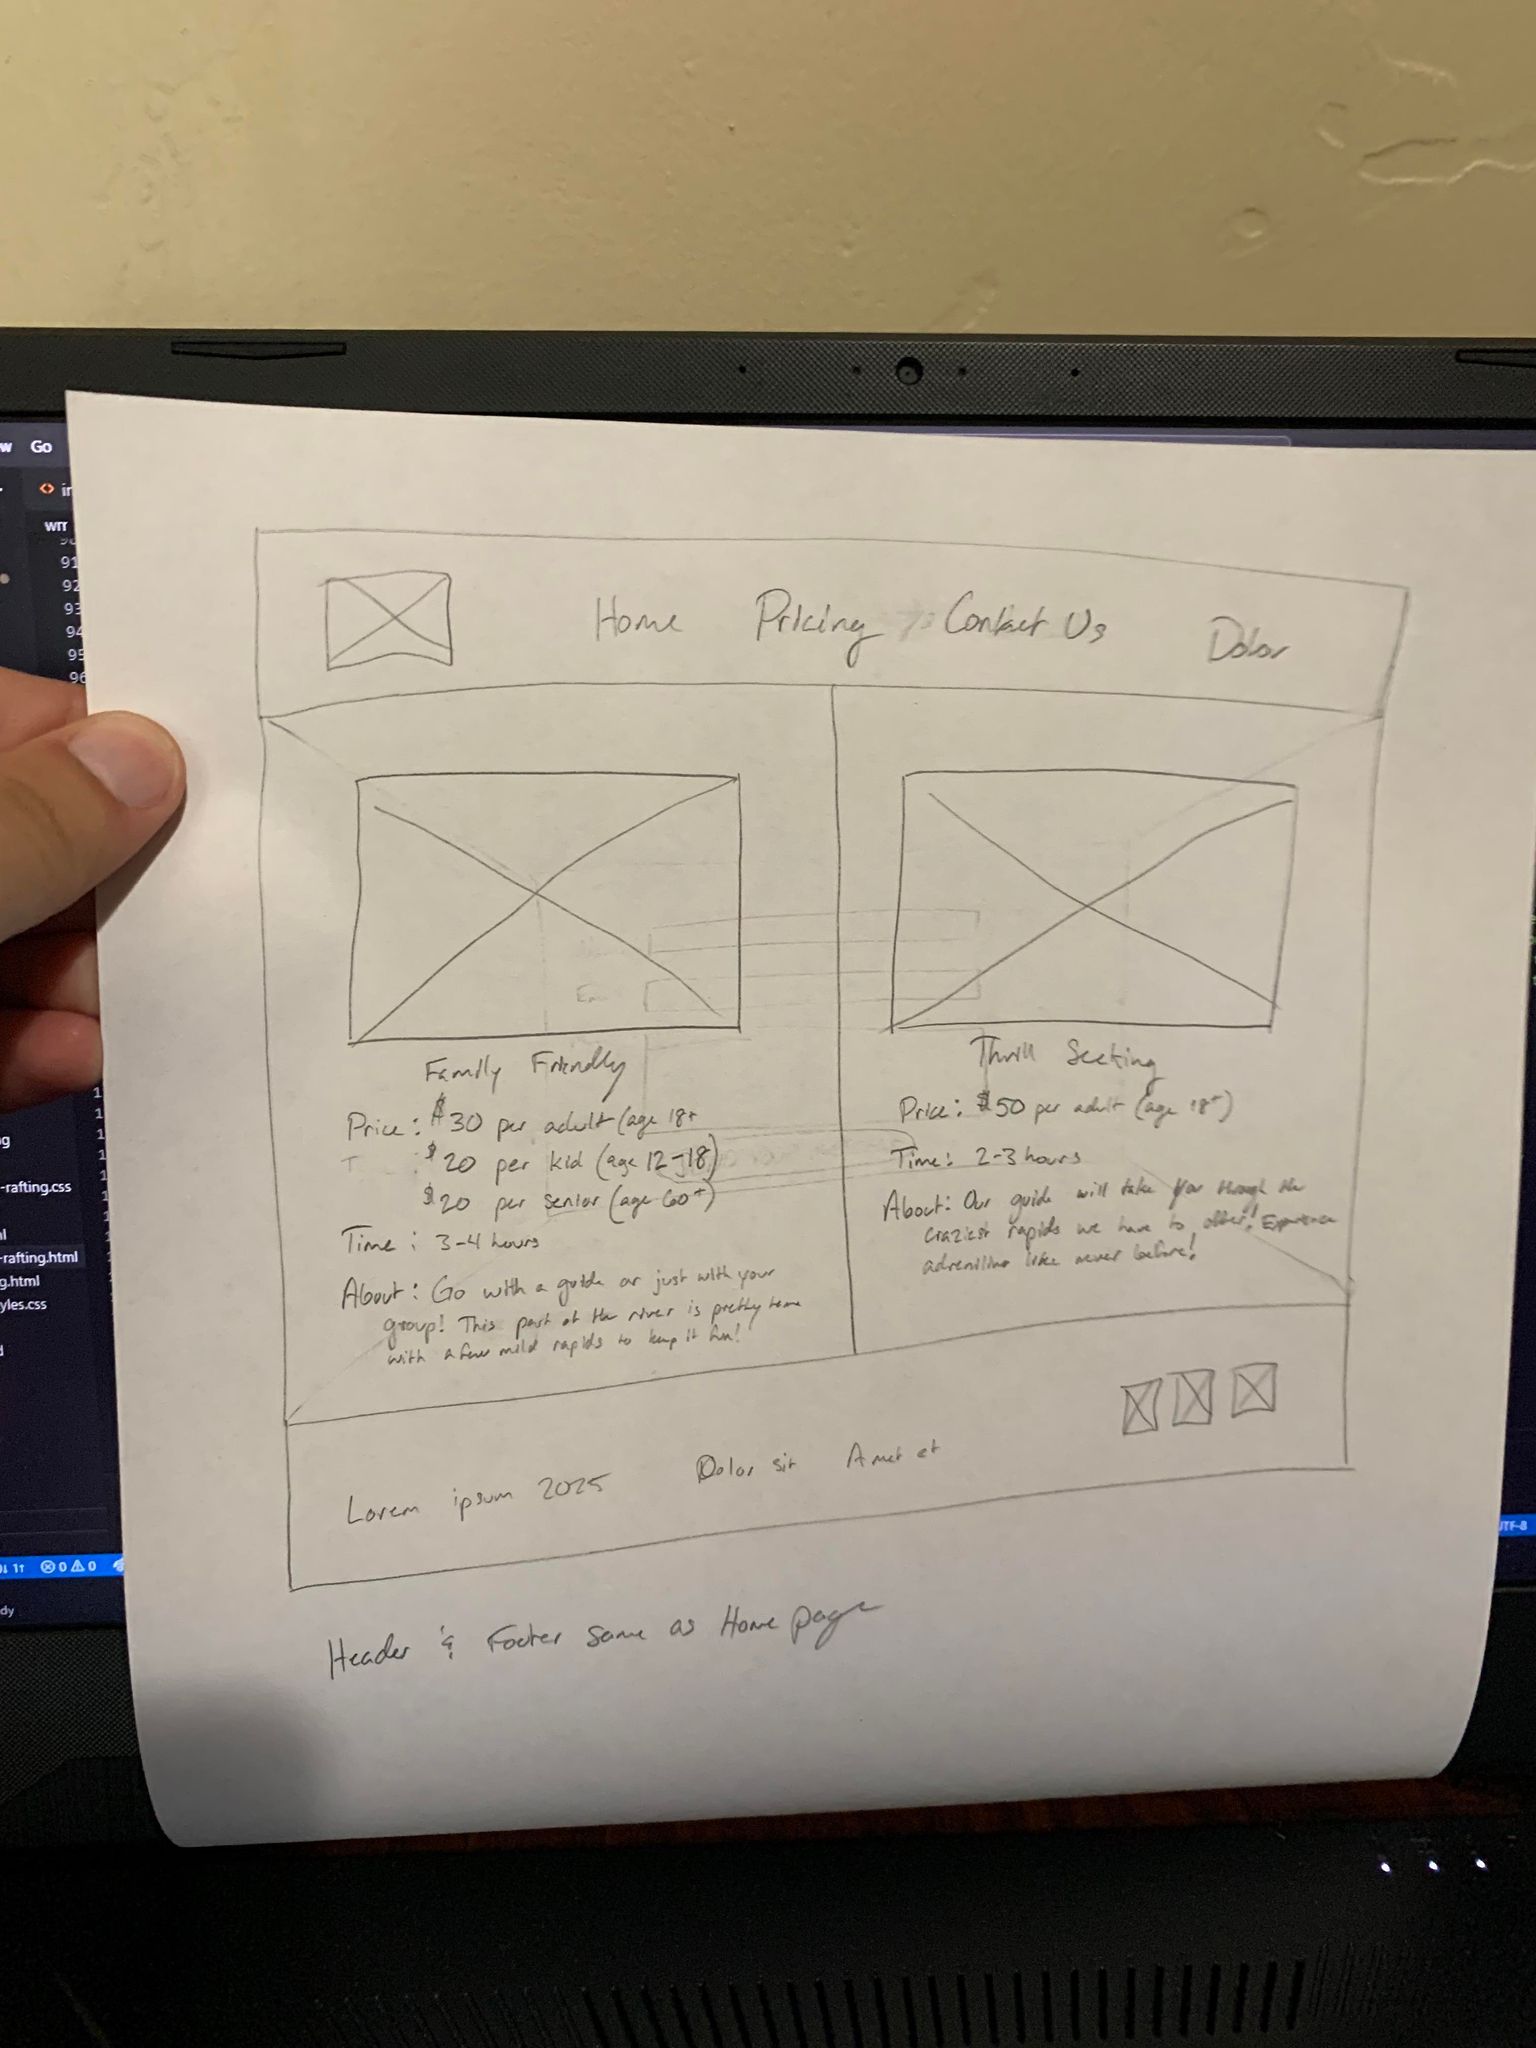 w Go
91
92
93
94
95
96
-rafting.css
-rafting.html
g.html
yles.css
0 0
UTF-8
dy
Home Pricing Contact Us Dolor
Family Friendly
Price: $30 per adult (age 18+
$20 per kid (age 12-18)
$20 per senior (age 60+)
Time: 3-4 hours
About: Go with a guide or just with your
group! This part of the river is pretty tame
with a few mild rapids to keep it fun!
Thrill Seeking
Price: $50 per adult (age 18+)
Time: 2-3 hours
About: Our guide will take you through the
craziest rapids we have to offer! Experience
adreniline like never before!
Lorem ipsum 2025 Dolor sit Amet et
Header & Footer same as Home page